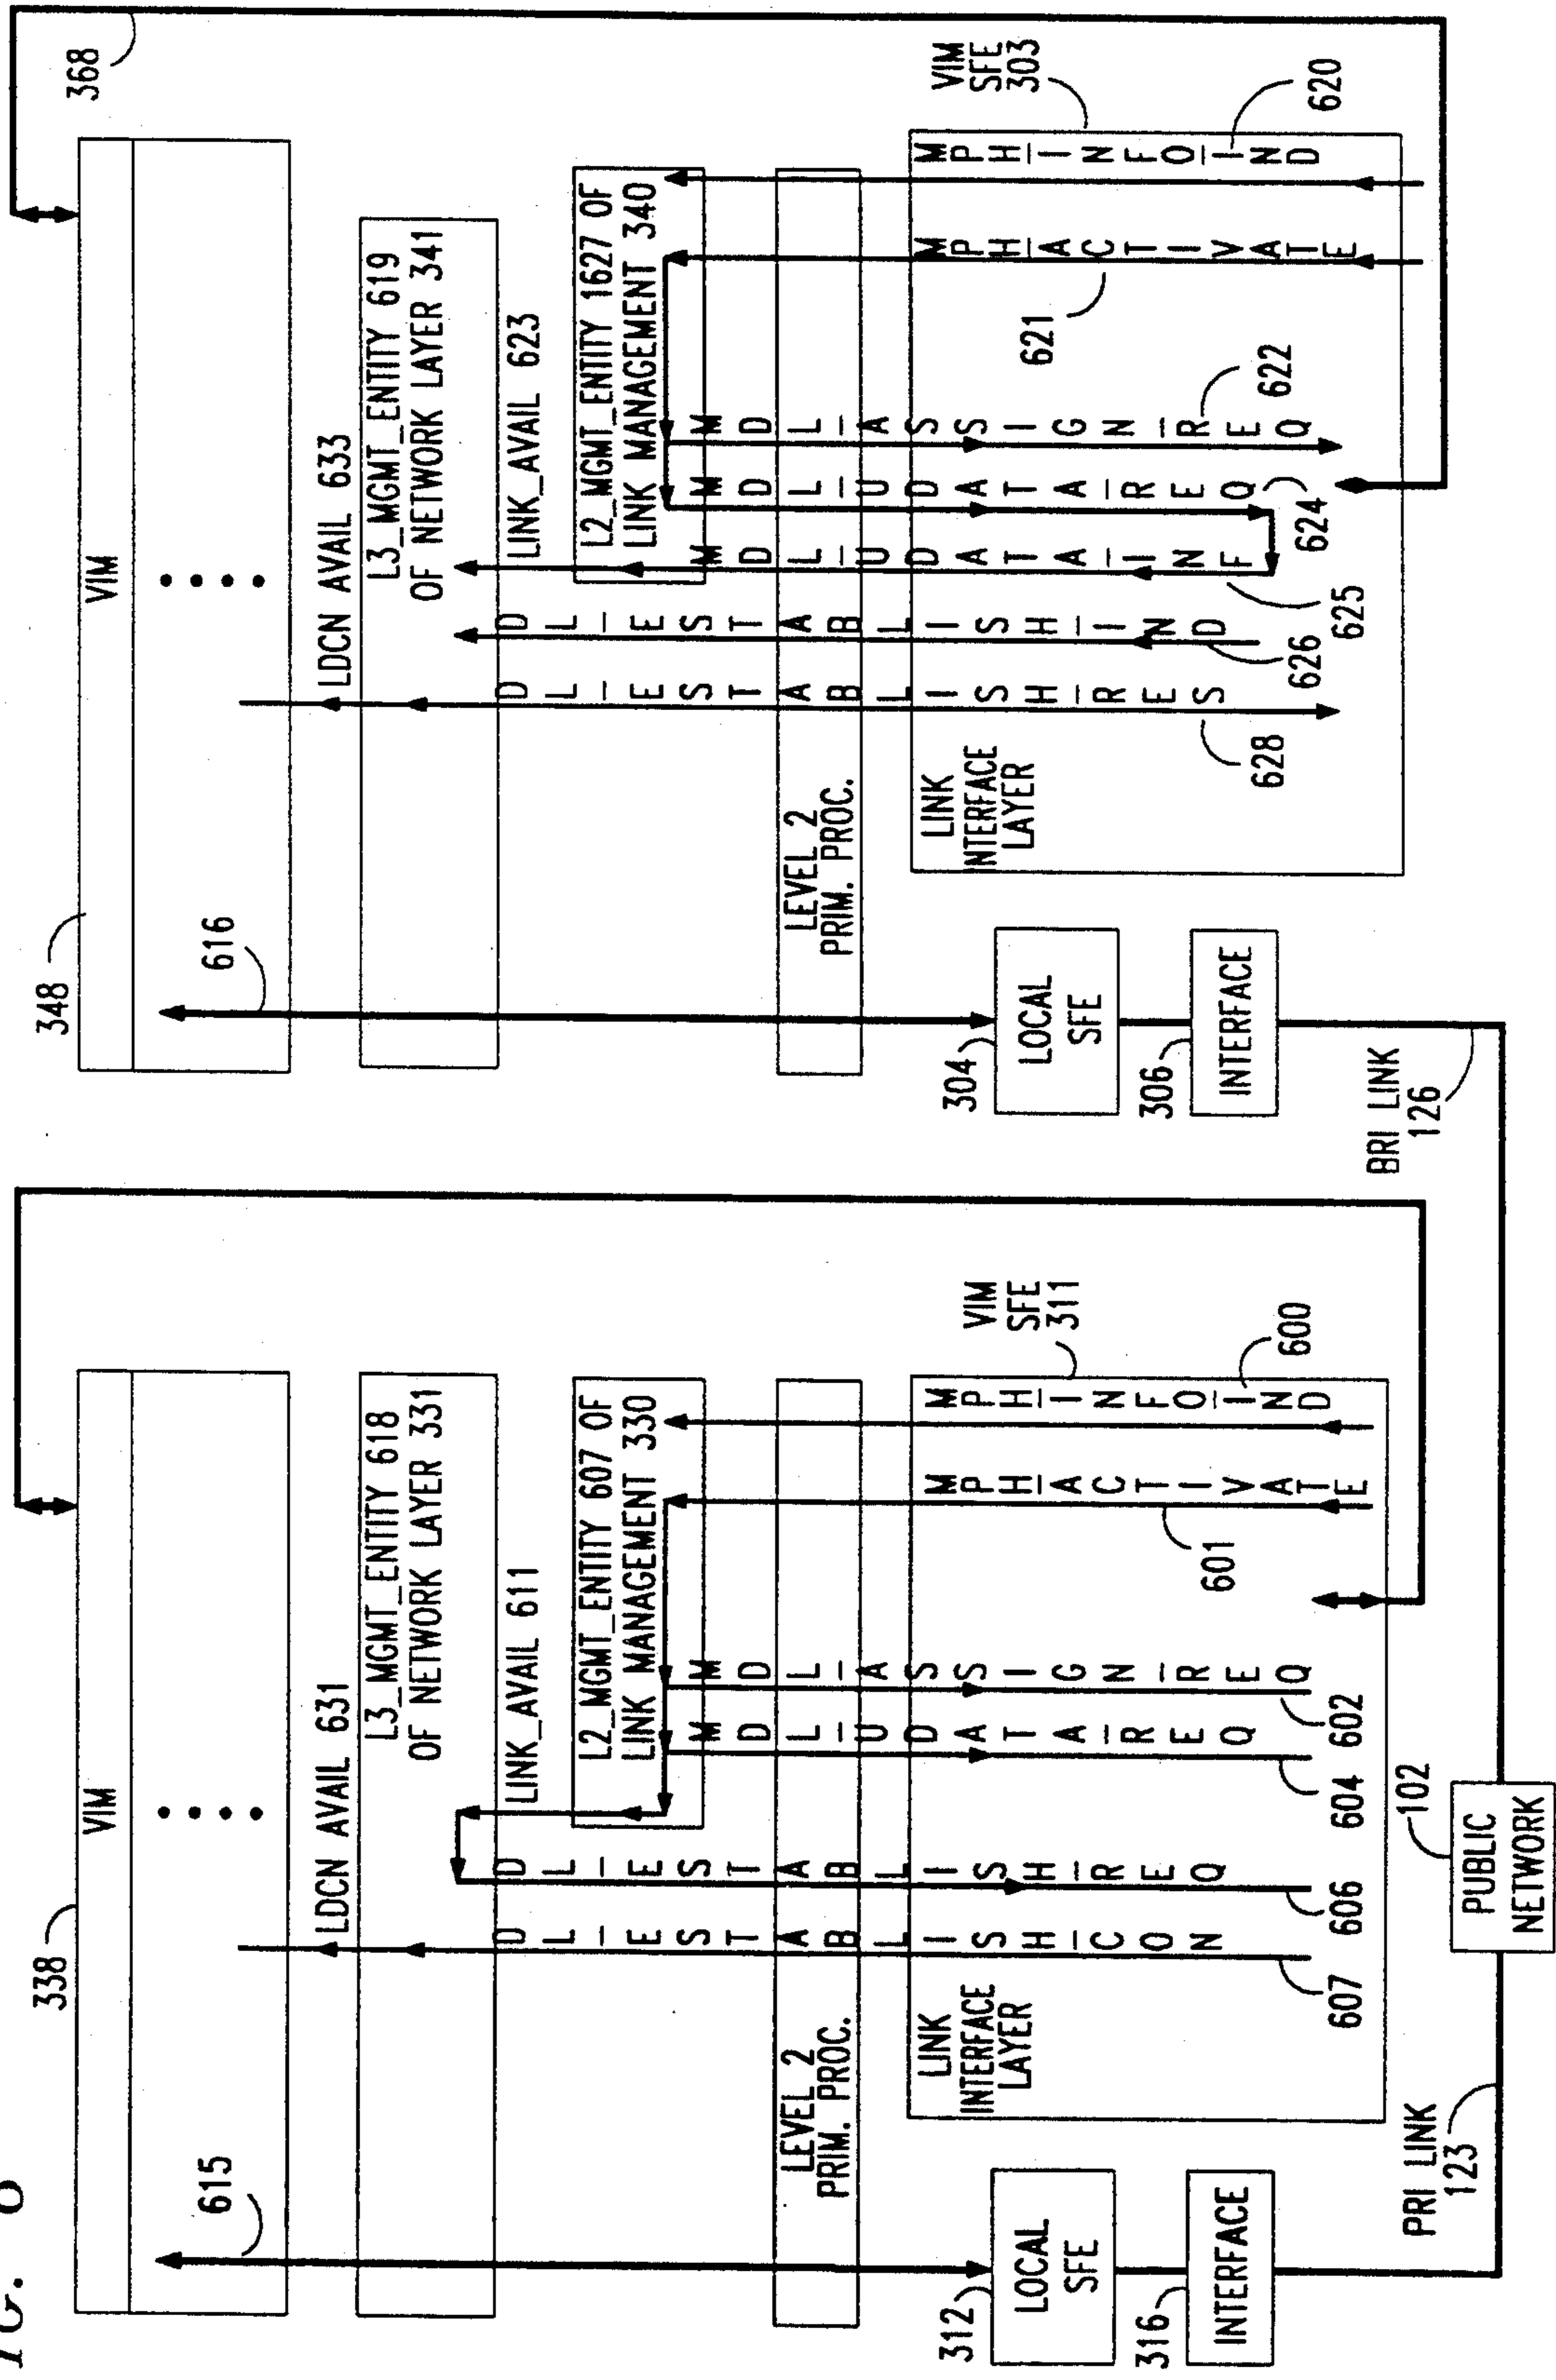 338
VIM
615
LDCN AVAIL 631
L3_MGMT_ENTITY 618
OF NETWORK LAYER 331
LINK_AVAIL 611
L2_MGMT_ENTITY 607 OF
LINK MANAGEMENT 330
LEVEL 2
PRIM. PROC.
LINK
INTERFACE
LAYER
DL_ESTABLISH_CON
607
DL_ESTABLISH_REQ
606
MDL_UDATA_REQ
604
MDL_ASSIGN_REQ
602
MPH_ACTIVATE
601
MPH_INFO_IND
600
VIM
SFE
311
312
LOCAL
SFE
316
INTERFACE
PRI LINK
123
102
PUBLIC
NETWORK
348
VIM
368
616
LDCN AVAIL 633
L3_MGMT_ENTITY 619
OF NETWORK LAYER 341
LINK_AVAIL 623
L2_MGMT_ENTITY 1627 OF
LINK MANAGEMENT 340
LEVEL 2
PRIM. PROC.
LINK
INTERFACE
LAYER
DL_ESTABLISH_RES
628
DL_ESTABLISH_IND
626
MDL_UDATA_INF
625
MDL_UDATA_REQ
624
MDL_ASSIGN_REQ
622
MPH_ACTIVATE
621
MPH_INFO_IND
620
VIM
SFE
303
304
LOCAL
SFE
306
INTERFACE
BRI LINK
126